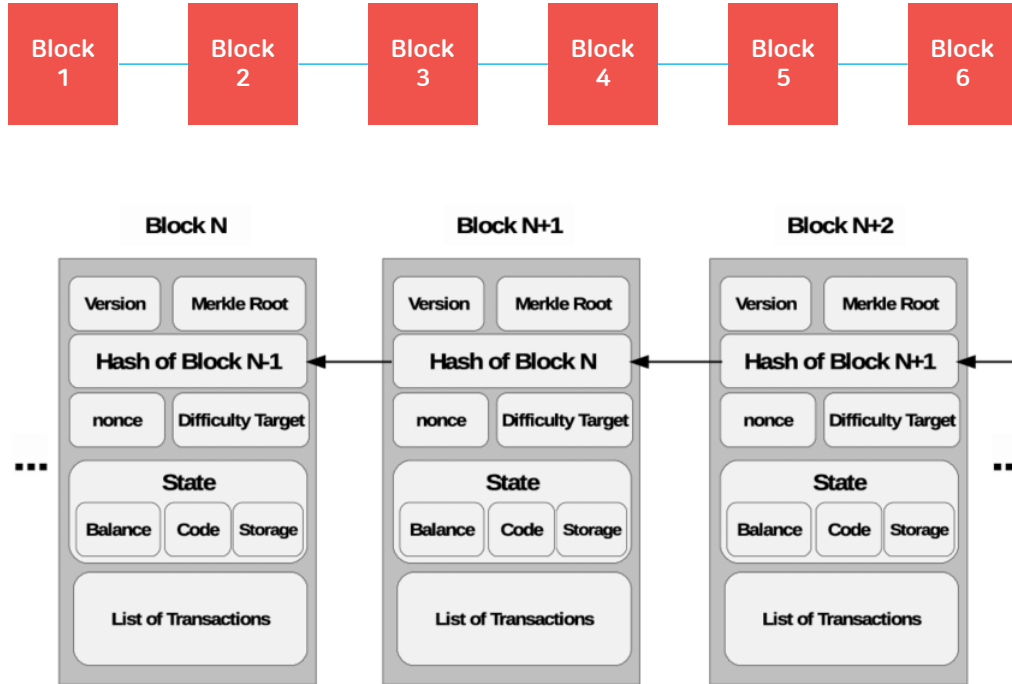 Block Block Block Block Block Block
1 2 3 4 5 6
Block N Block N+1 Block N+2
Version Merkle Root Version Merkle Root Version Merkle Root
Hash of Block N-1 Hash of Block N Hash of Block N+1
nonce Difficulty Target nonce Difficulty Target nonce Difficulty Target
... ...
State State State
Balance Code Storage Balance Code Storage Balance Code Storage
List of Transactions List of Transactions List of Transactions